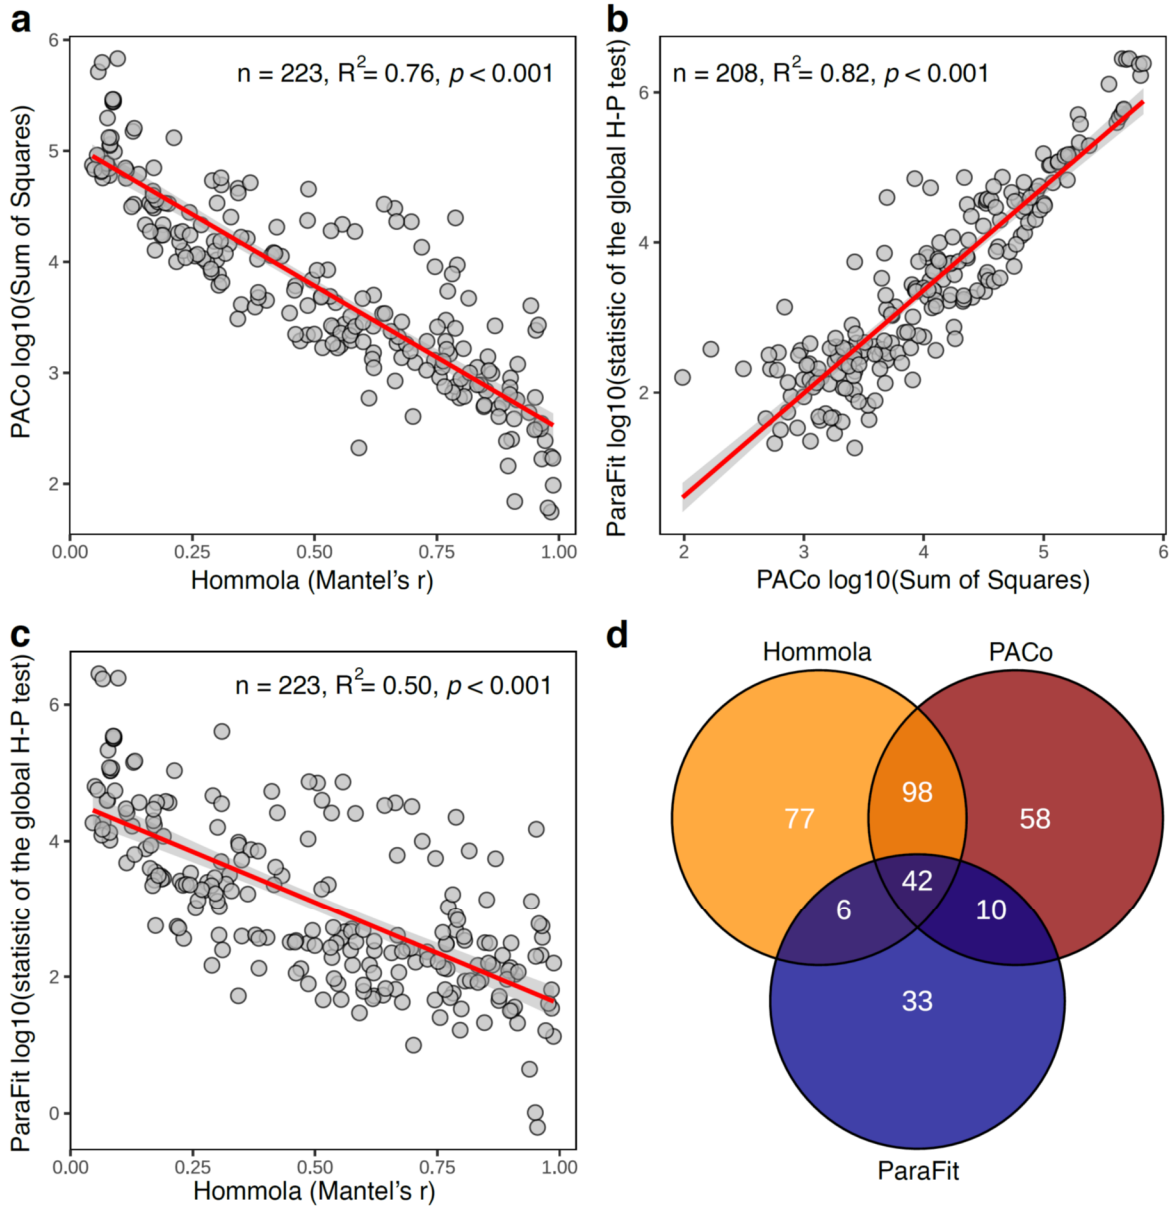 a
n = 223, R²= 0.76, p < 0.001
PACo log10(Sum of Squares)
6
5
4
3
2
0.00 0.25 0.50 0.75 1.00
Hommola (Mantel's r)
b
n = 208, R²= 0.82, p < 0.001
ParaFit log10(statistic of the global H-P test)
6
4
2
2 3 4 5 6
PACo log10(Sum of Squares)
c
n = 223, R²= 0.50, p < 0.001
ParaFit log10(statistic of the global H-P test)
6
4
2
0
0.00 0.25 0.50 0.75 1.00
Hommola (Mantel's r)
d
Hommola PACo
77 98 58
42
6 10
33
ParaFit